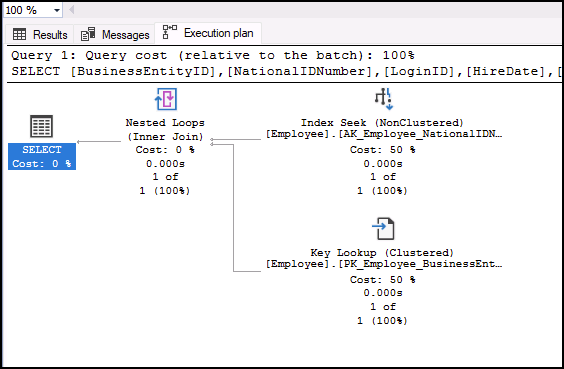 100 %
Results Messages Execution plan
Query 1: Query cost (relative to the batch): 100%
SELECT [BusinessEntityID],[NationalIDNumber],[LoginID],[HireDate],[
SELECT
Cost: 0 %
Nested Loops
(Inner Join)
Cost: 0 %
0.000s
1 of
1 (100%)
Index Seek (NonClustered)
[Employee].[AK_Employee_NationalIDN…
Cost: 50 %
0.000s
1 of
1 (100%)
Key Lookup (Clustered)
[Employee].[PK_Employee_BusinessEnt…
Cost: 50 %
0.000s
1 of
1 (100%)